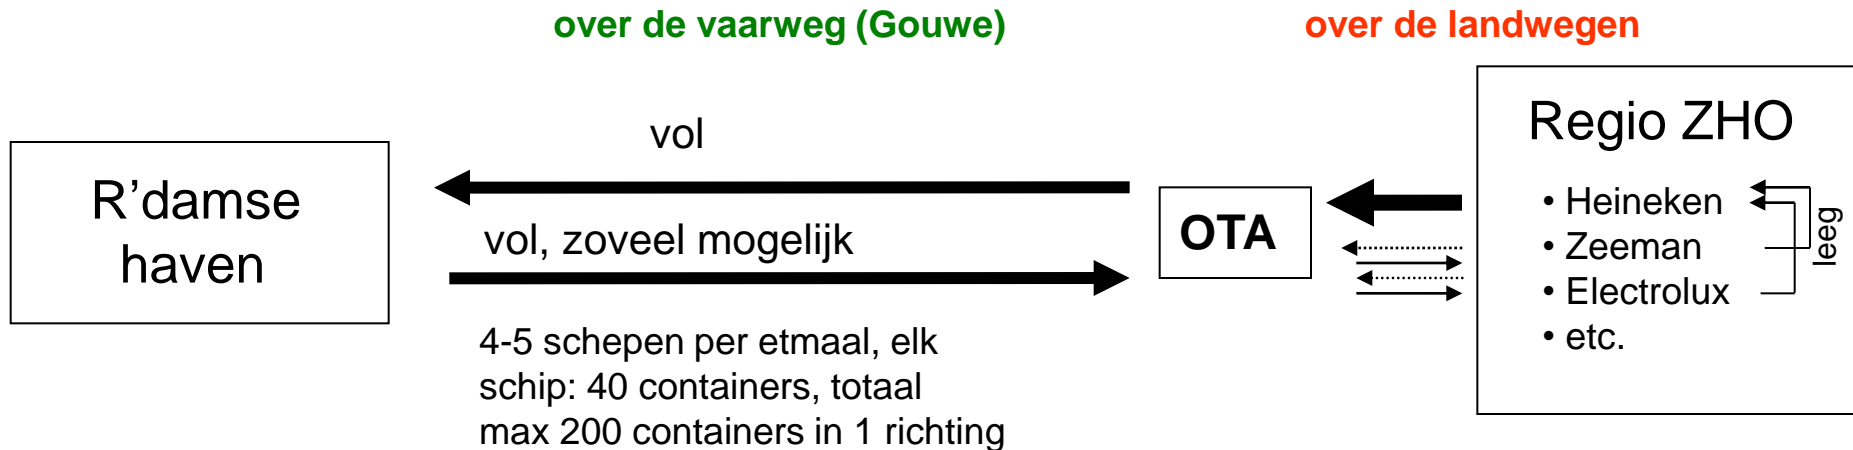 over de vaarweg (Gouwe)
over de landwegen
R’damse
haven
vol
vol, zoveel mogelijk
4-5 schepen per etmaal, elk
schip: 40 containers, totaal
max 200 containers in 1 richting
OTA
Regio ZHO
• Heineken
• Zeeman
• Electrolux
• etc.
leeg